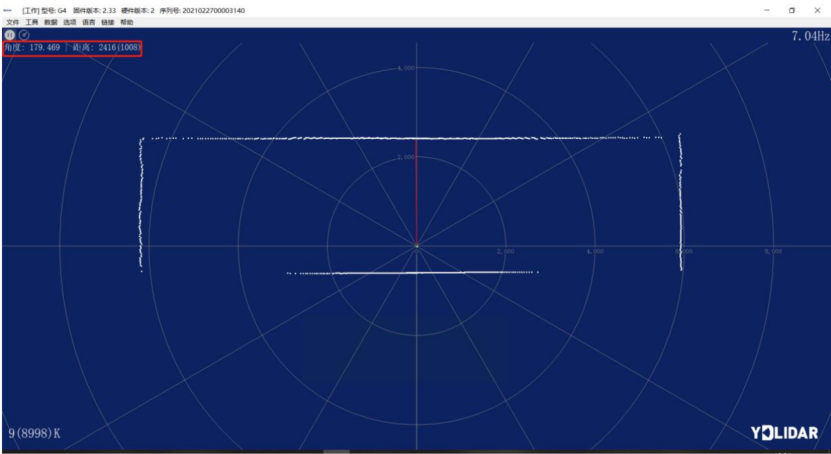 [工作] 型号: G4 固件版本: 2.33 硬件版本: 2 序列号: 2021022700003140
文件 工具 数据 选项 语言 链接 帮助
7.04Hz
角度: 179.469 | 距离: 2416(1008)
4,000
2,000
2,000
4,000
8,000
9(8998)K
YDLIDAR